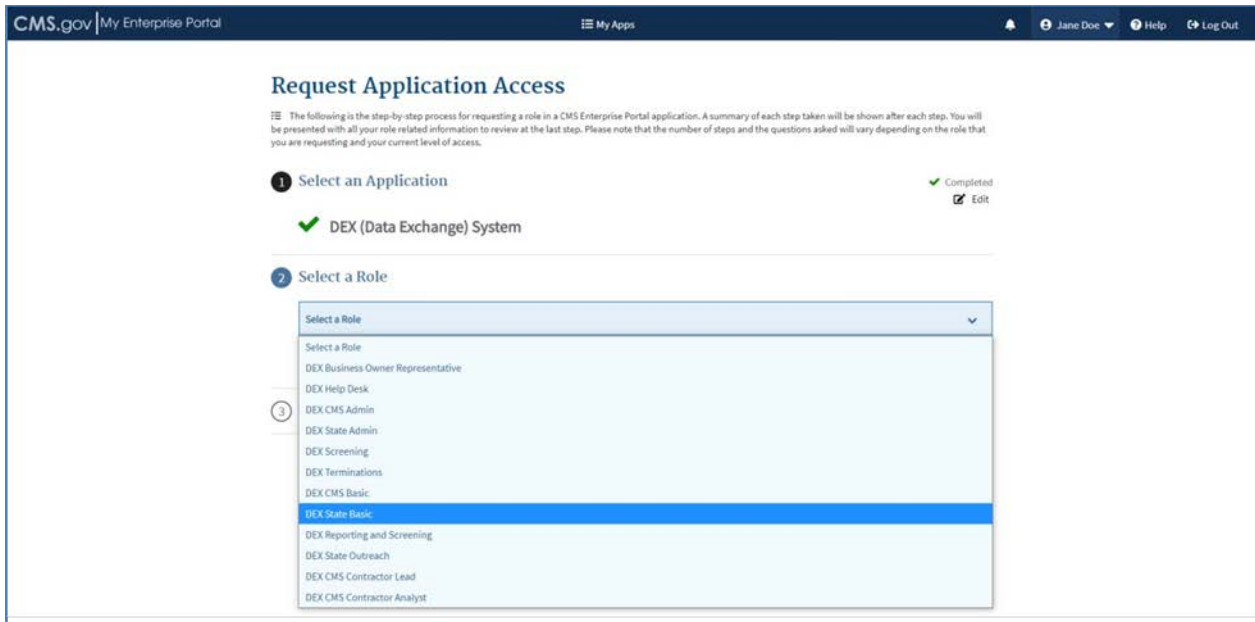 CMS.gov My Enterprise Portal
My Apps
Jane Doe
Help
Log Out
Request Application Access
The following is the step-by-step process for requesting a role in a CMS Enterprise Portal application. A summary of each step taken will be shown after each step. You will
be presented with all your role related information to review at the last step. Please note that the number of steps and the questions asked will vary depending on the role that
you are requesting and your current level of access.
1 Select an Application
Completed
Edit
DEX (Data Exchange) System
2 Select a Role
Select a Role
Select a Role
DEX Business Owner Representative
DEX Help Desk
3
DEX CMS Admin
DEX State Admin
DEX Screening
DEX Terminations
DEX CMS Basic
DEX State Basic
DEX Reporting and Screening
DEX State Outreach
DEX CMS Contractor Lead
DEX CMS Contractor Analyst